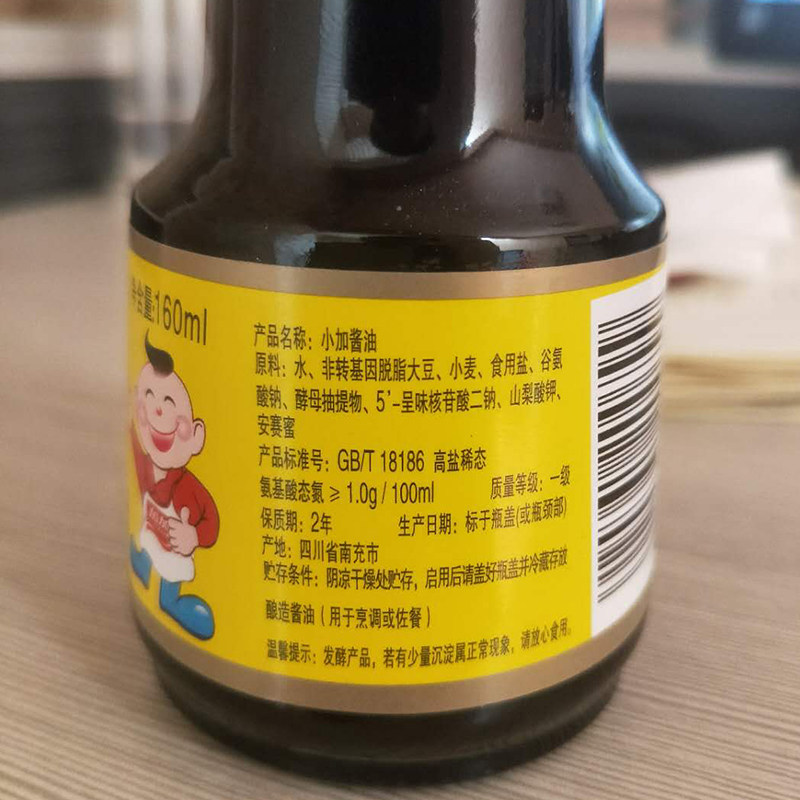 含量:160ml
产品名称：小加酱油
原料：水、非转基因脱脂大豆、小麦、食用盐、谷氨
酸钠、酵母抽提物、5'-呈味核苷酸二钠、山梨酸钾、
安赛蜜
产品标准号：GB/T 18186 高盐稀态
氨基酸态氮≥1.0g/100ml 质量等级：一级
保质期：2年 生产日期：标于瓶盖(或瓶颈部)
产地：四川省南充市
贮存条件：阴凉干燥处贮存，启用后请盖好瓶盖并冷藏存放
酿造酱油（用于烹调或佐餐）
温馨提示：发酵产品，若有少量沉淀属正常现象，请放心食用。